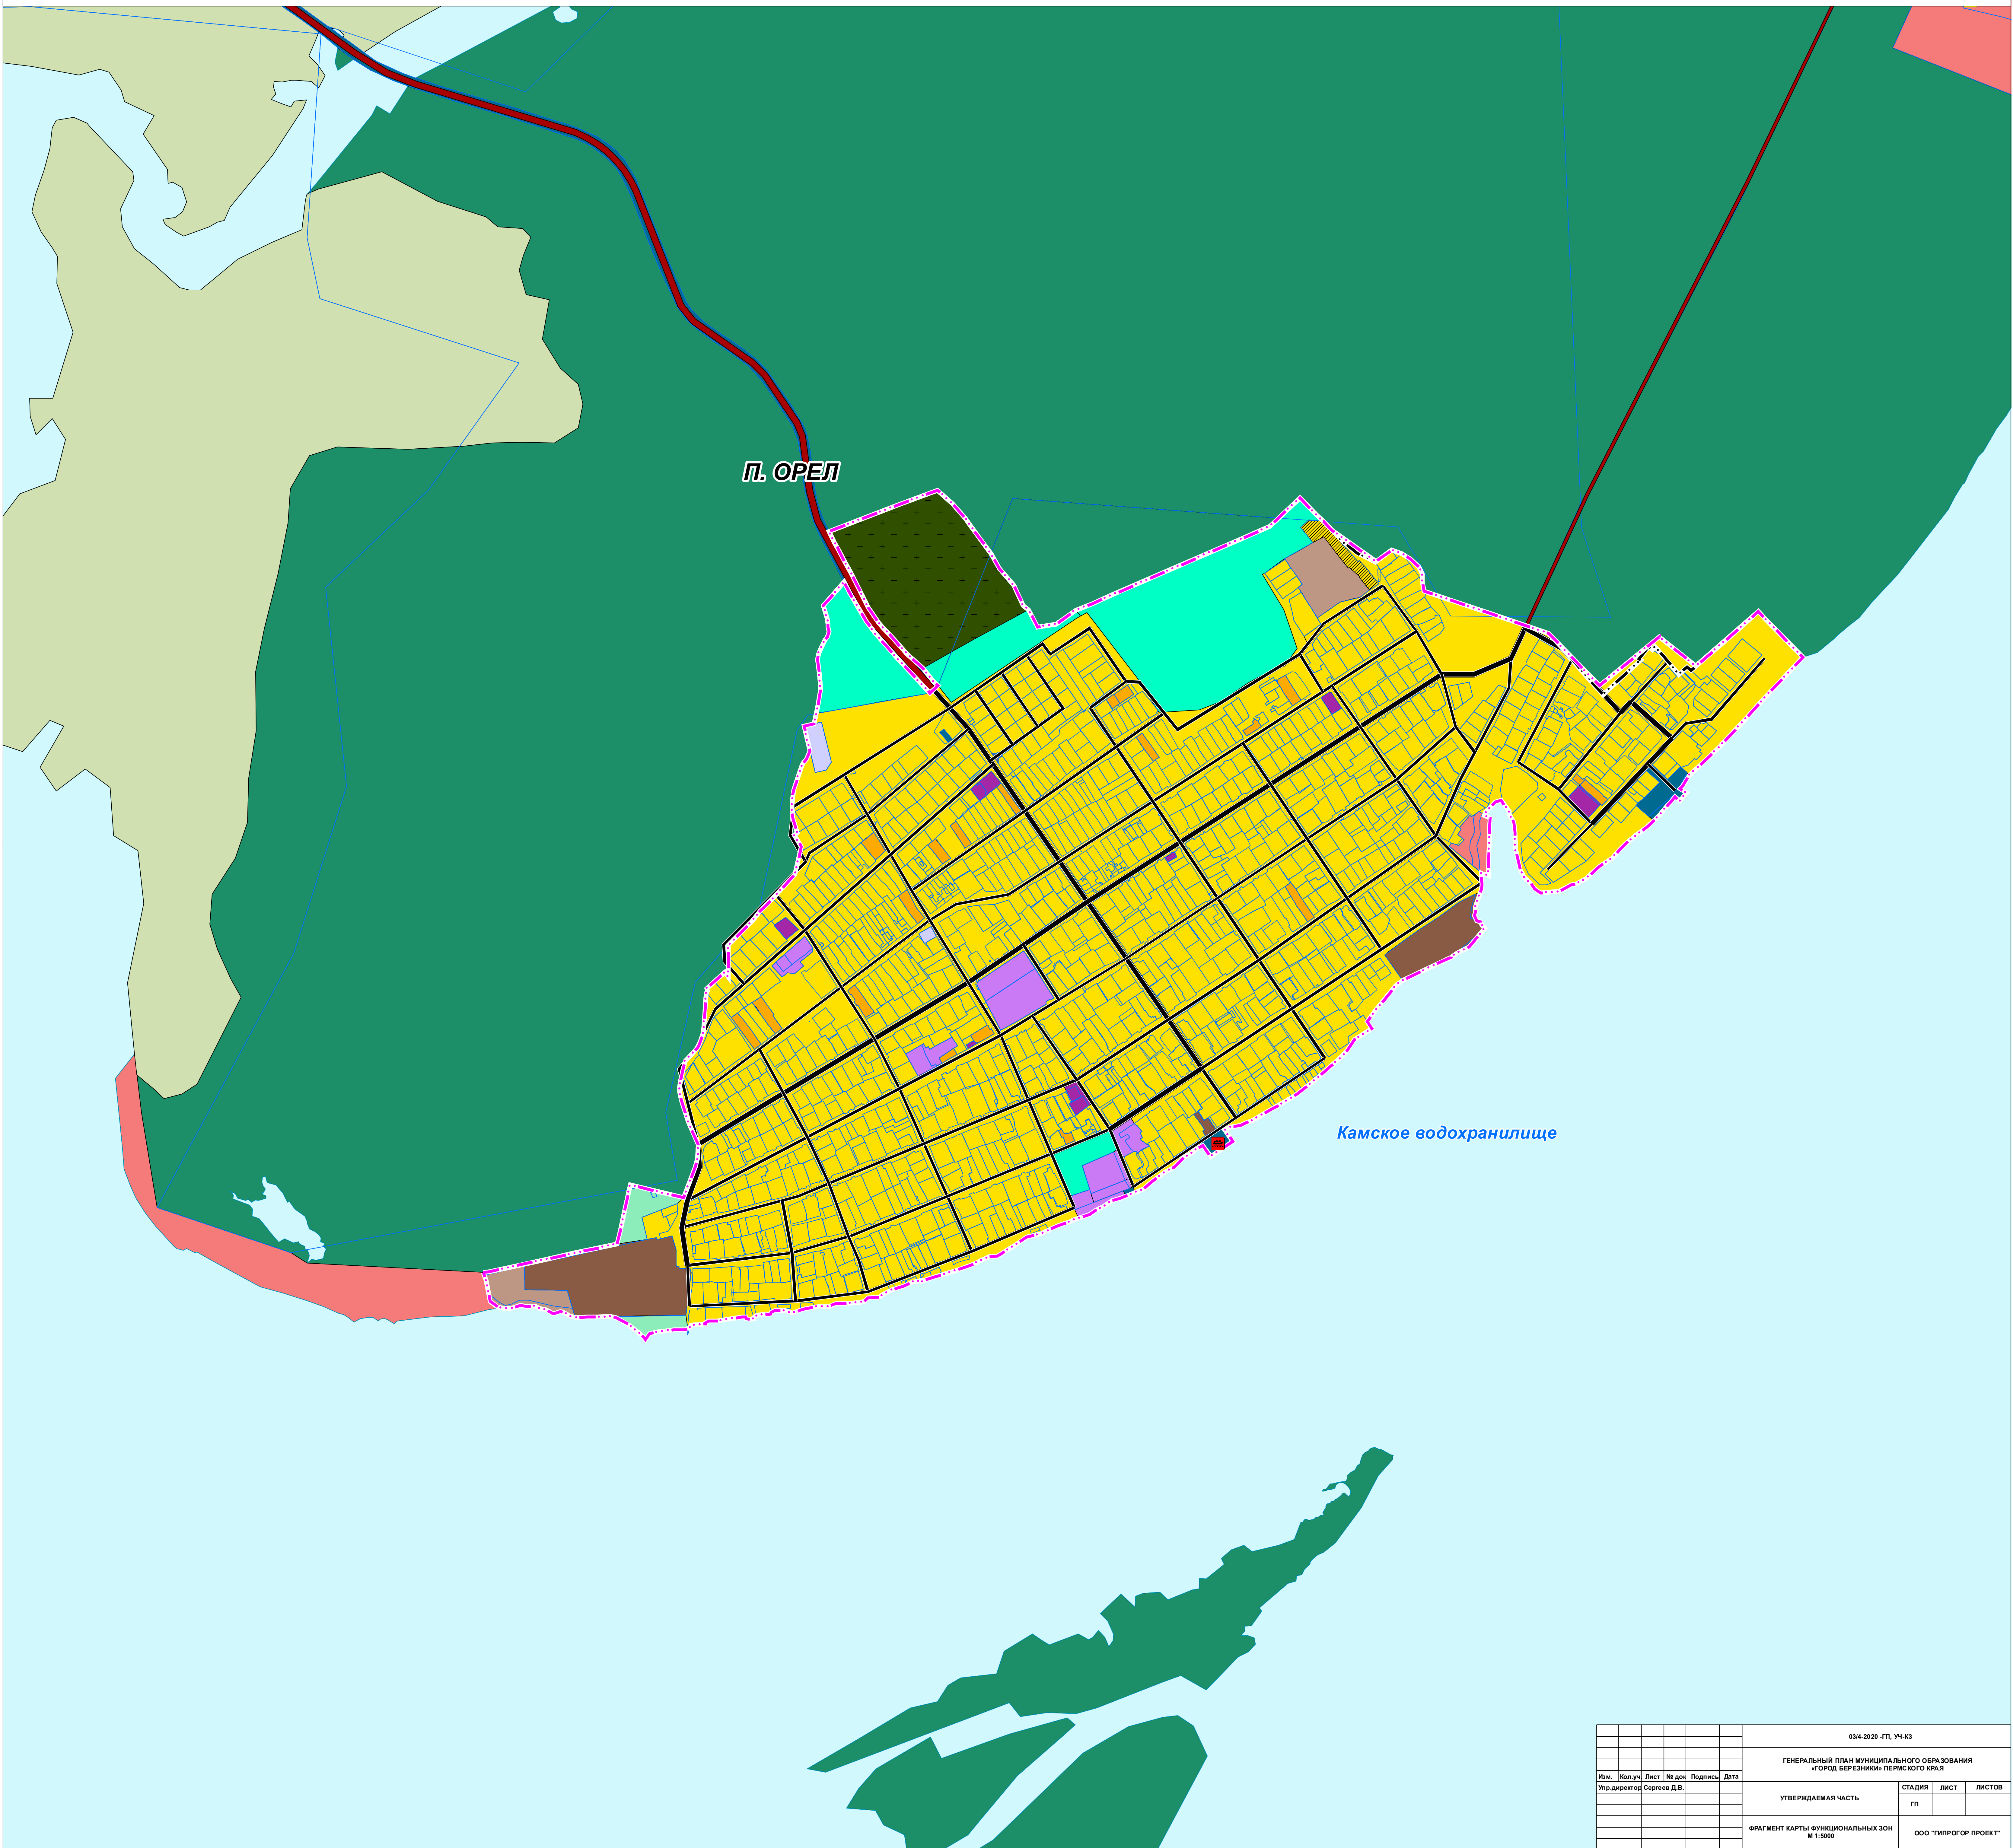 П. ОРЕЛ
Камское водохранилище
03/4-2020 -ГП, УЧ-КЗ
ГЕНЕРАЛЬНЫЙ ПЛАН МУНИЦИПАЛЬНОГО ОБРАЗОВАНИЯ
«ГОРОД БЕРЕЗНИКИ» ПЕРМСКОГО КРАЯ
Изм. Кол.уч Лист № док Подпись Дата
Упр.директор Сергеев Д.В.
УТВЕРЖДАЕМАЯ ЧАСТЬ
СТАДИЯ ЛИСТ ЛИСТОВ
ГП
ФРАГМЕНТ КАРТЫ ФУНКЦИОНАЛЬНЫХ ЗОН
М 1:5000
ООО "ГИПРОГОР ПРОЕКТ"